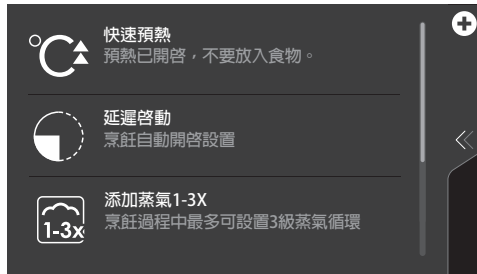 快速預熱
預熱已開啓，不要放入食物。
延遲啓動
烹飪自動開啓設置
添加蒸氣1-3X
烹飪過程中最多可設置3級蒸氣循環
°C
1-3x